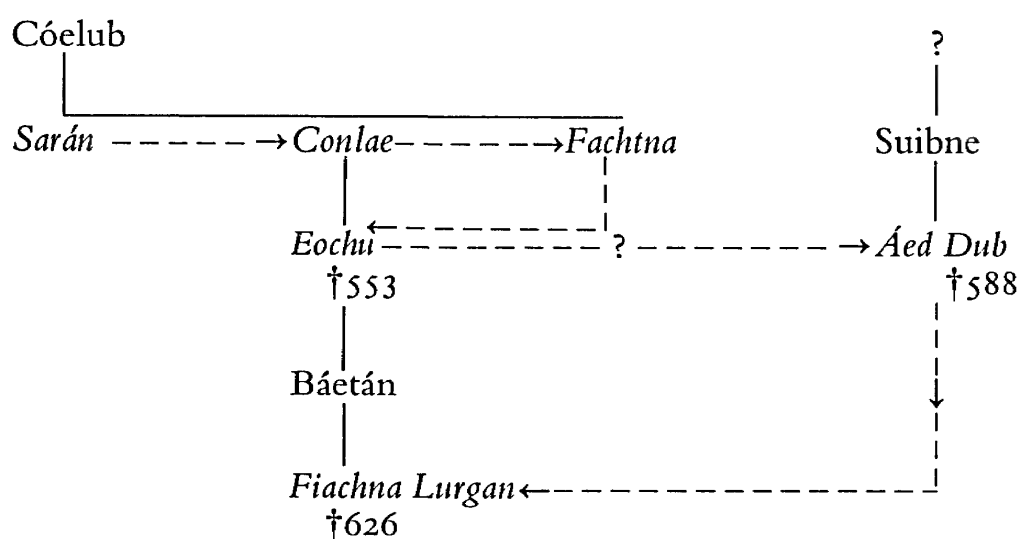 Cóelub ?
Sarán Conlae Fachtna Suibne
Eochu ? Áed Dub
†553 †588
Báetán
Fiachna Lurgan
†626